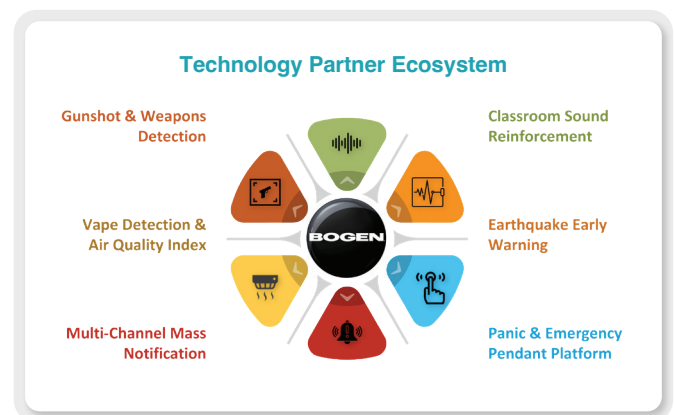 Technology Partner Ecosystem
Gunshot & Weapons
Detection
Classroom Sound
Reinforcement
Vape Detection &
Air Quality Index
BOGEN
Earthquake Early
Warning
Multi-Channel Mass
Notification
Panic & Emergency
Pendant Platform